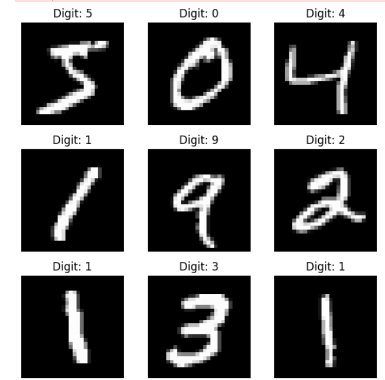 Digit: 5 Digit: 0 Digit: 4
5 0 4
Digit: 1 Digit: 9 Digit: 2
1 9 2
Digit: 1 Digit: 3 Digit: 1
1 3 1